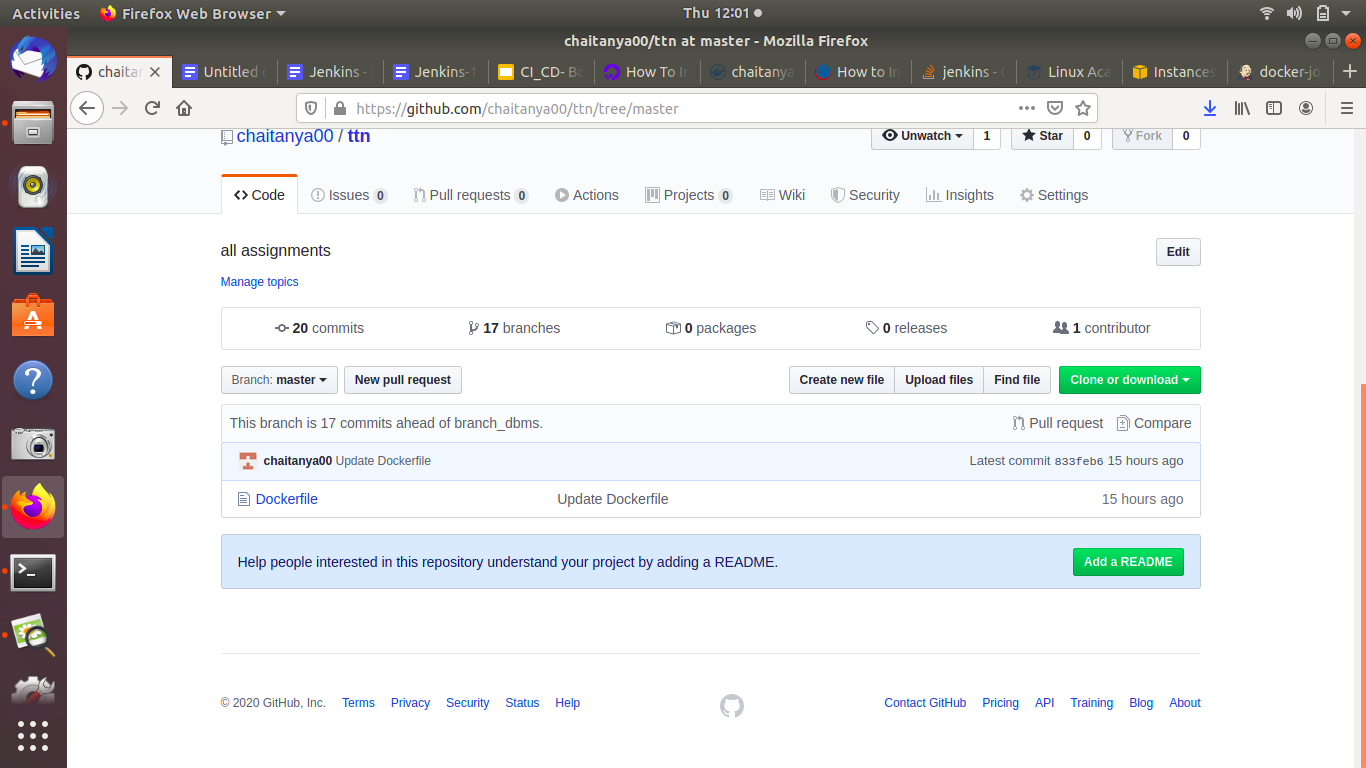 Activities Firefox Web Browser Thu 12:01
chaitanya00/ttn at master - Mozilla Firefox
chaitan Untitled Jenkins - Jenkins-1 CI_CD- Bo How To In chaitanya How to In jenkins - Linux Aca Instances docker-jo
https://github.com/chaitanya00/ttn/tree/master
chaitanya00 / ttn Unwatch 1 Star 0 Fork 0
Code Issues 0 Pull requests 0 Actions Projects 0 Wiki Security Insights Settings
all assignments Edit
Manage topics
20 commits 17 branches 0 packages 0 releases 1 contributor
Branch: master New pull request Create new file Upload files Find file Clone or download
This branch is 17 commits ahead of branch_dbms. Pull request Compare
chaitanya00 Update Dockerfile Latest commit 833feb6 15 hours ago
Dockerfile Update Dockerfile 15 hours ago
Help people interested in this repository understand your project by adding a README. Add a README
© 2020 GitHub, Inc. Terms Privacy Security Status Help Contact GitHub Pricing API Training Blog About